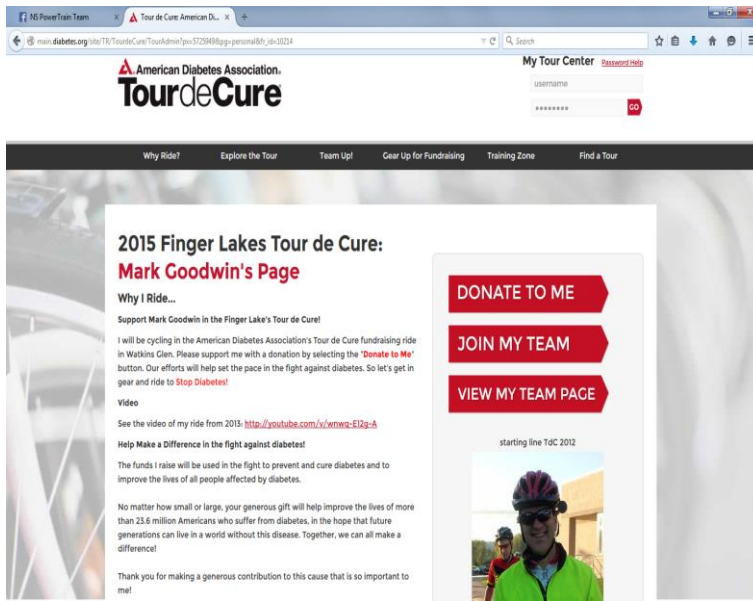 NS PowerTrain Team
Tour de Cure: American Di...
main.diabetes.org/site/TR/TourdeCure/TourAdmin?px=5725949&pg=personal&fr_id=10214
Search
American Diabetes Association.
TourdeCure
My Tour Center Password Help
username
GO
Why Ride? Explore the Tour Team Up! Gear Up for Fundraising Training Zone Find a Tour
2015 Finger Lakes Tour de Cure:
Mark Goodwin's Page
Why I Ride...
Support Mark Goodwin in the Finger Lake's Tour de Cure!
I will be cycling in the American Diabetes Association's Tour de Cure fundraising ride
in Watkins Glen. Please support me with a donation by selecting the "Donate to Me"
button. Our efforts will help set the pace in the fight against diabetes. So let's get in
gear and ride to Stop Diabetes!
Video
See the video of my ride from 2013: http://youtube.com/v/wnwq-El2g-A
Help Make a Difference in the fight against diabetes!
The funds I raise will be used in the fight to prevent and cure diabetes and to
improve the lives of all people affected by diabetes.
No matter how small or large, your generous gift will help improve the lives of more
than 23.6 million Americans who suffer from diabetes, in the hope that future
generations can live in a world without this disease. Together, we can all make a
difference!
Thank you for making a generous contribution to this cause that is so important to
me!
DONATE TO ME
JOIN MY TEAM
VIEW MY TEAM PAGE
starting line TdC 2012